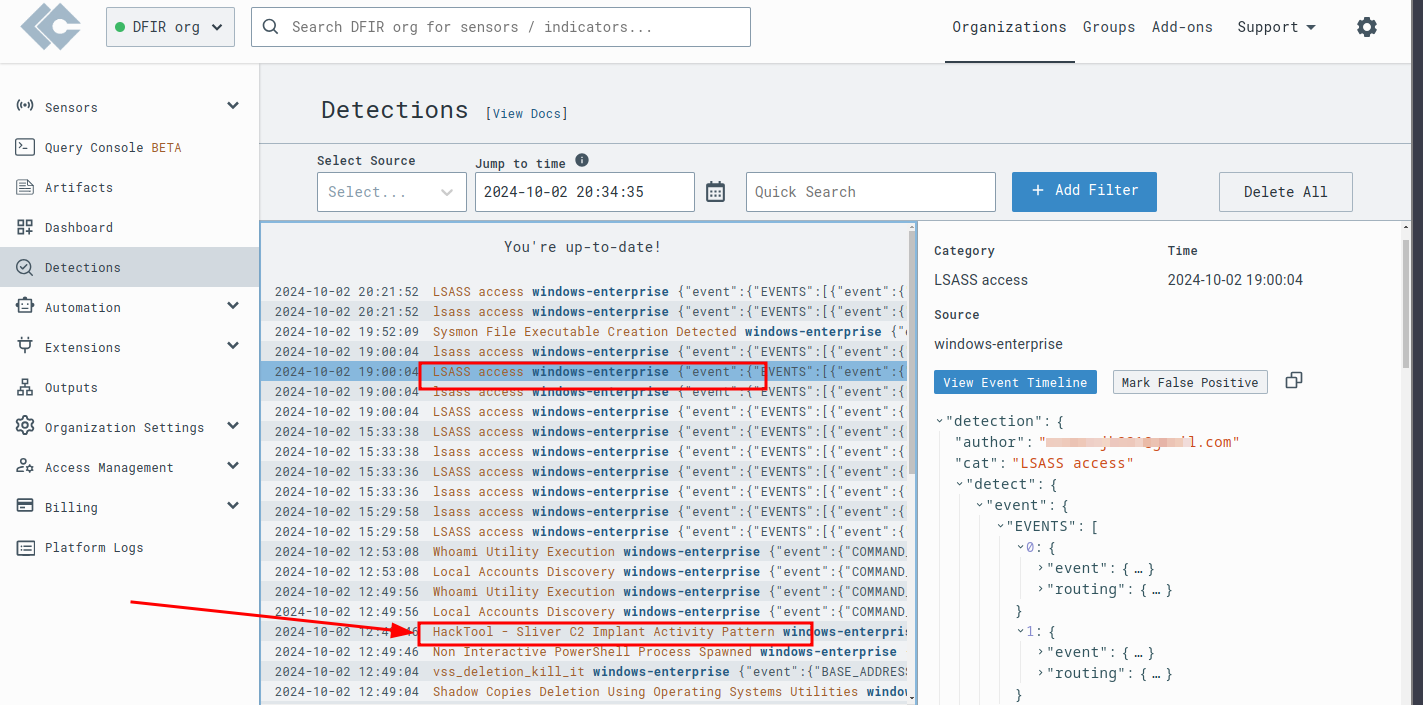 DFIR org
Search DFIR org for sensors / indicators...
Organizations Groups Add-ons Support
Sensors
Query Console BETA
Artifacts
Dashboard
Detections
Automation
Extensions
Outputs
Organization Settings
Access Management
Billing
Platform Logs
Detections [View Docs]
Select Source
Select...
Jump to time
2024-10-02 20:34:35
Quick Search
+ Add Filter
Delete All
You're up-to-date!
2024-10-02 20:21:52 LSASS access windows-enterprise {"event":{"EVENTS":[{"event":{
2024-10-02 20:21:52 lsass access windows-enterprise {"event":{"EVENTS":[{"event":{
2024-10-02 19:52:09 Sysmon File Executable Creation Detected windows-enterprise {"
2024-10-02 19:00:04 lsass access windows-enterprise {"event":{"EVENTS":[{"event":{
2024-10-02 19:00:04 LSASS access windows-enterprise {"event":{"EVENTS":[{"event":{
2024-10-02 19:00:04 lsass access windows-enterprise {"event":{"EVENTS":[{"event":{
2024-10-02 19:00:04 LSASS access windows-enterprise {"event":{"EVENTS":[{"event":{
2024-10-02 15:33:38 LSASS access windows-enterprise {"event":{"EVENTS":[{"event":{
2024-10-02 15:33:38 lsass access windows-enterprise {"event":{"EVENTS":[{"event":{
2024-10-02 15:33:36 LSASS access windows-enterprise {"event":{"EVENTS":[{"event":{
2024-10-02 15:33:36 lsass access windows-enterprise {"event":{"EVENTS":[{"event":{
2024-10-02 15:29:58 lsass access windows-enterprise {"event":{"EVENTS":[{"event":{
2024-10-02 15:29:58 LSASS access windows-enterprise {"event":{"EVENTS":[{"event":{
2024-10-02 12:53:08 Whoami Utility Execution windows-enterprise {"event":{"COMMAND_
2024-10-02 12:53:08 Local Accounts Discovery windows-enterprise {"event":{"COMMAND_
2024-10-02 12:49:56 Whoami Utility Execution windows-enterprise {"event":{"COMMAND_
2024-10-02 12:49:56 Local Accounts Discovery windows-enterprise {"event":{"COMMAND_
2024-10-02 12:49:46 HackTool - Sliver C2 Implant Activity Pattern windows-enterpris
2024-10-02 12:49:46 Non Interactive PowerShell Process Spawned windows-enterprise
2024-10-02 12:49:04 vss_deletion_kill_it windows-enterprise {"event":{"BASE_ADDRESS
2024-10-02 12:49:04 Shadow Copies Deletion Using Operating Systems Utilities window
Category
LSASS access
Time
2024-10-02 19:00:04
Source
windows-enterprise
View Event Timeline
Mark False Positive
"detection": {
"author": " l.com"
"cat": "LSASS access"
"detect": {
"event": {
"EVENTS": [
0: {
"event": {…}
"routing": {…}
}
1: {
"event": {…}
"routing": {…}
}